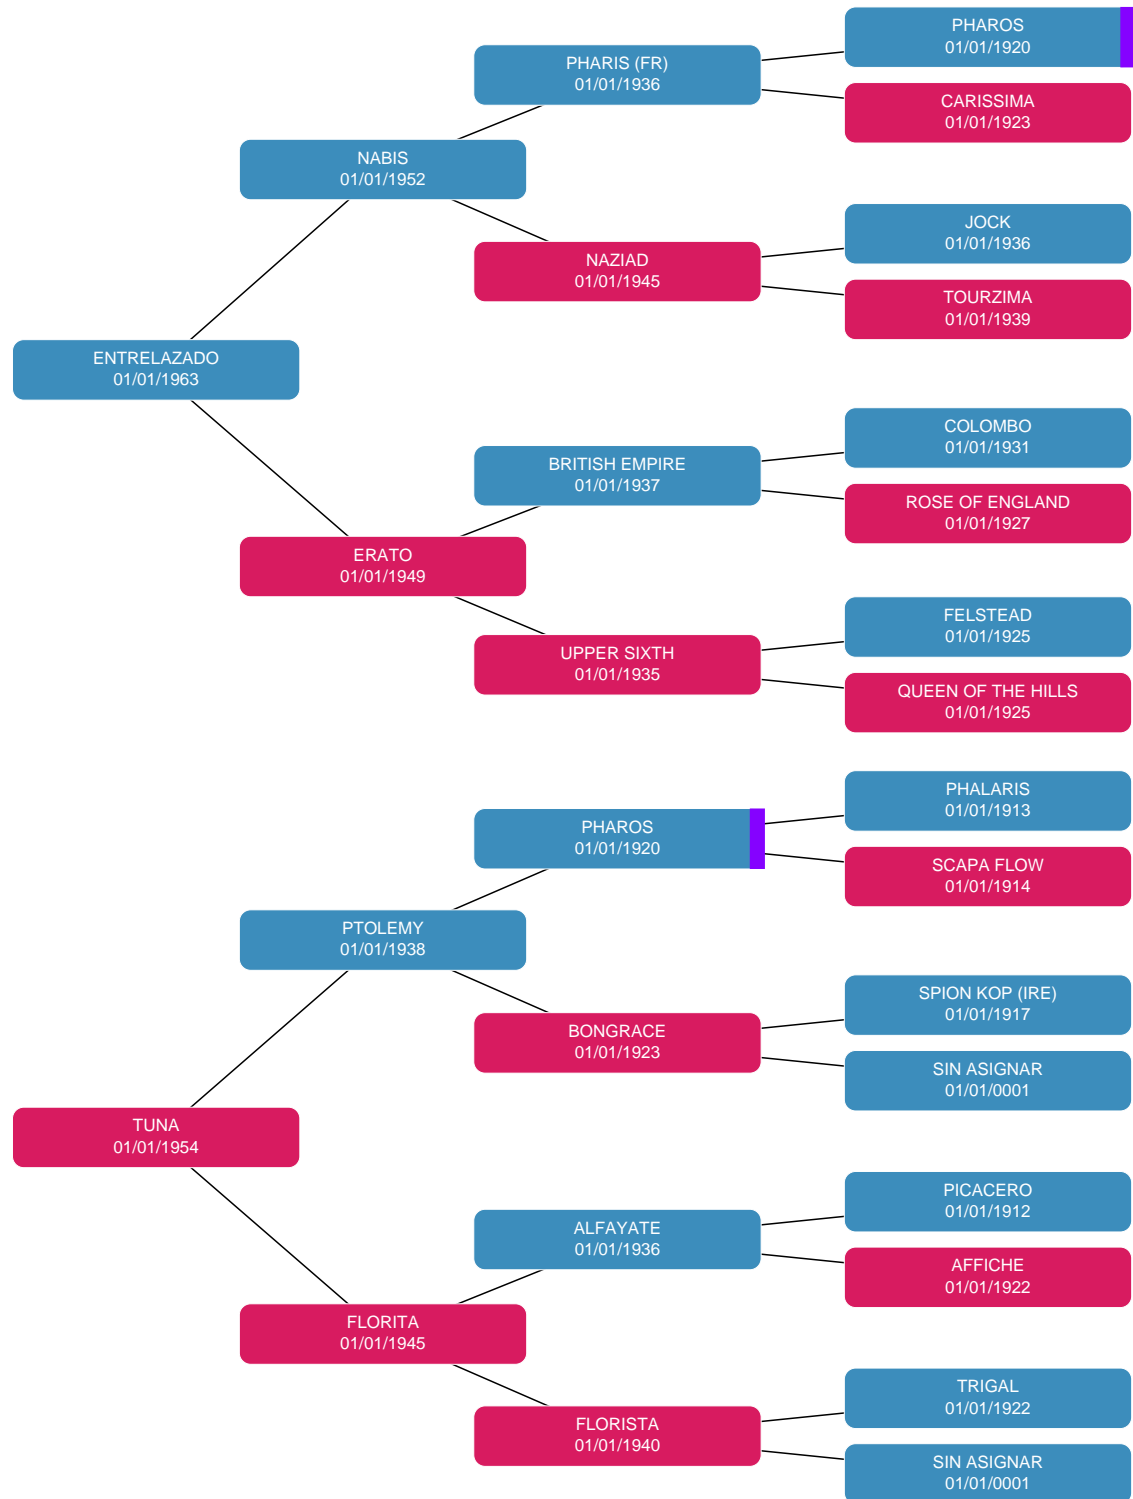 PHAROS
01/01/1920
PHARIS (FR)
01/01/1936
CARISSIMA
01/01/1923
NABIS
01/01/1952
JOCK
01/01/1936
NAZIAD
01/01/1945
TOURZIMA
01/01/1939
ENTRELAZADO
01/01/1963
COLOMBO
01/01/1931
BRITISH EMPIRE
01/01/1937
ROSE OF ENGLAND
01/01/1927
ERATO
01/01/1949
FELSTEAD
01/01/1925
UPPER SIXTH
01/01/1935
QUEEN OF THE HILLS
01/01/1925
PHALARIS
01/01/1913
PHAROS
01/01/1920
SCAPA FLOW
01/01/1914
PTOLEMY
01/01/1938
SPION KOP (IRE)
01/01/1917
BONGRACE
01/01/1923
SIN ASIGNAR
01/01/0001
TUNA
01/01/1954
PICACERO
01/01/1912
ALFAYATE
01/01/1936
AFFICHE
01/01/1922
FLORITA
01/01/1945
TRIGAL
01/01/1922
FLORISTA
01/01/1940
SIN ASIGNAR
01/01/0001